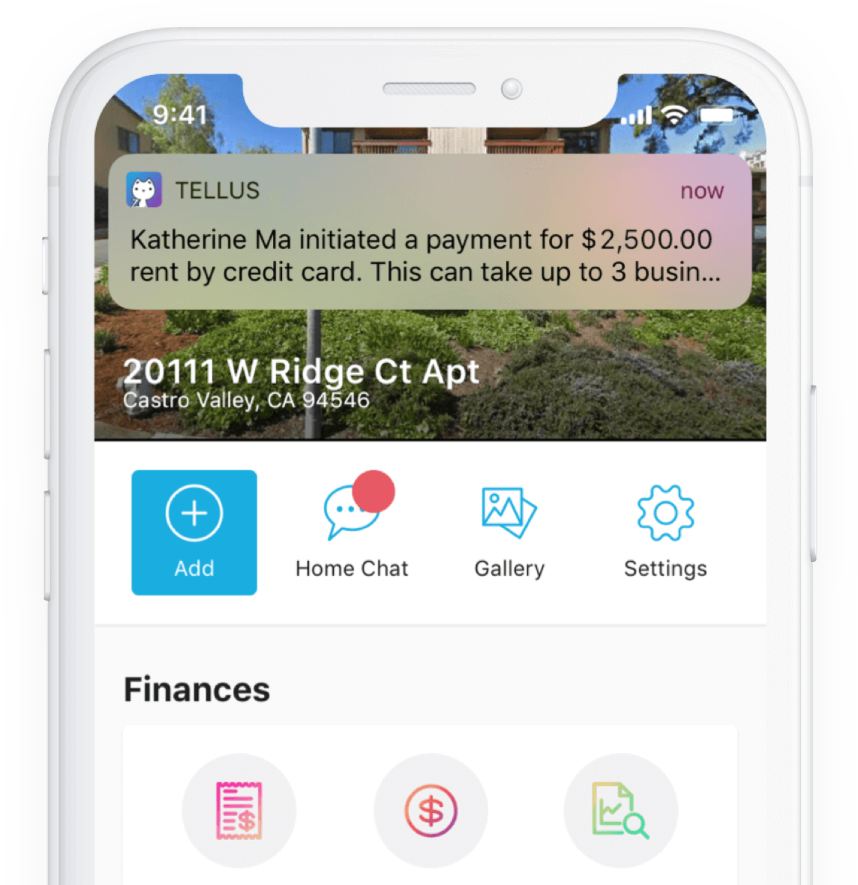 9:41
TELLUS
now
Katherine Ma initiated a payment for $2,500.00
rent by credit card. This can take up to 3 busin...
20111 W Ridge Ct Apt
Castro Valley, CA 94546
Add
Home Chat
Gallery
Settings
Finances
$
$